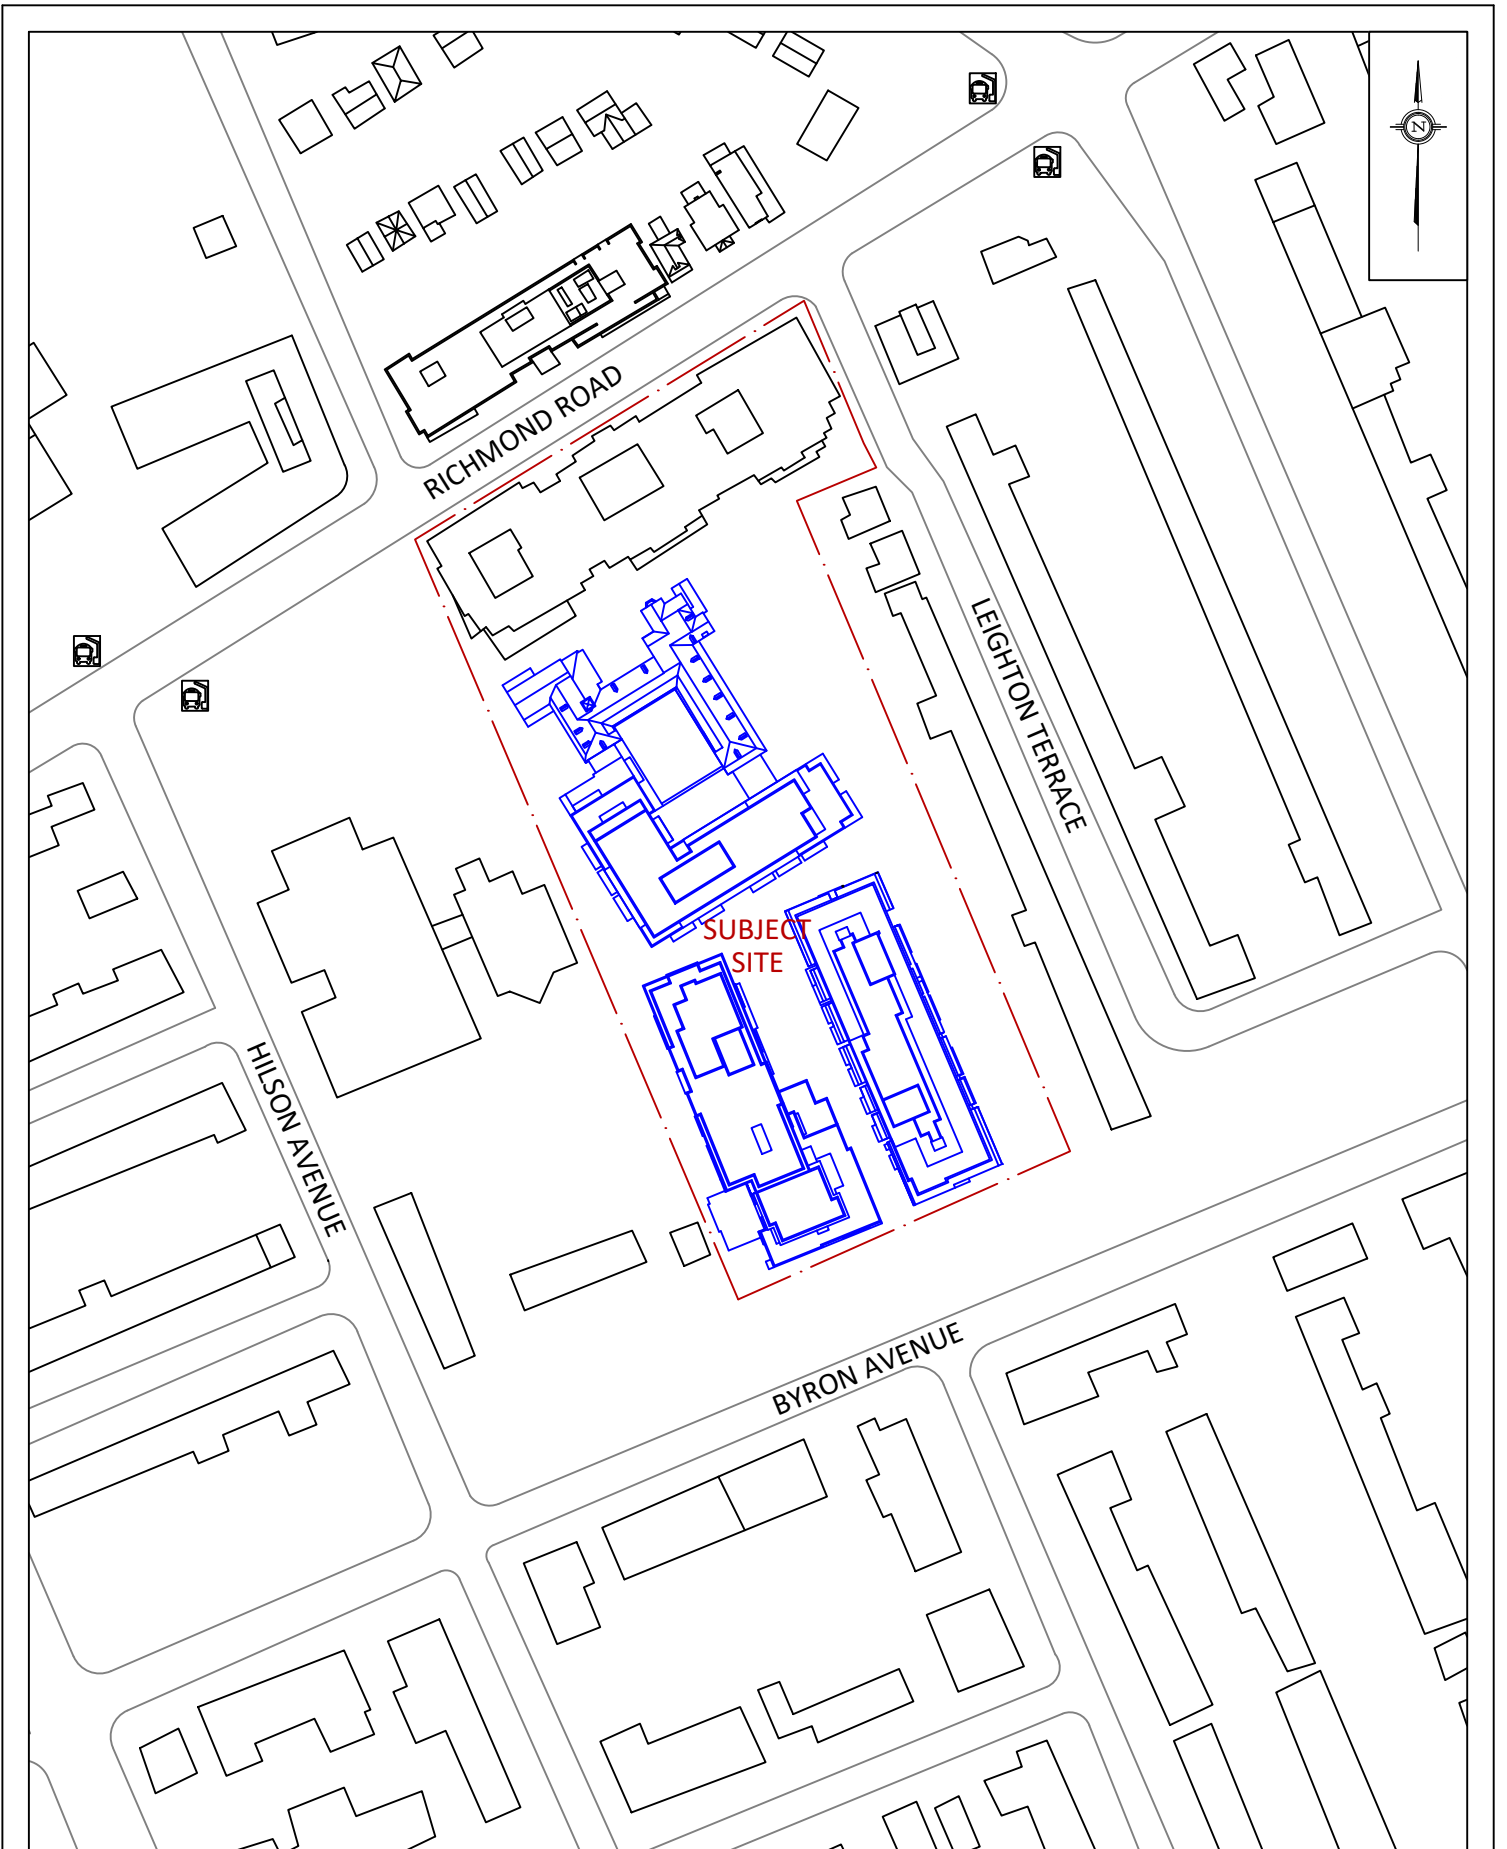 N
RICHMOND ROAD
LEIGHTON TERRACE
SUBJECT
SITE
HILSON AVENUE
BYRON AVENUE